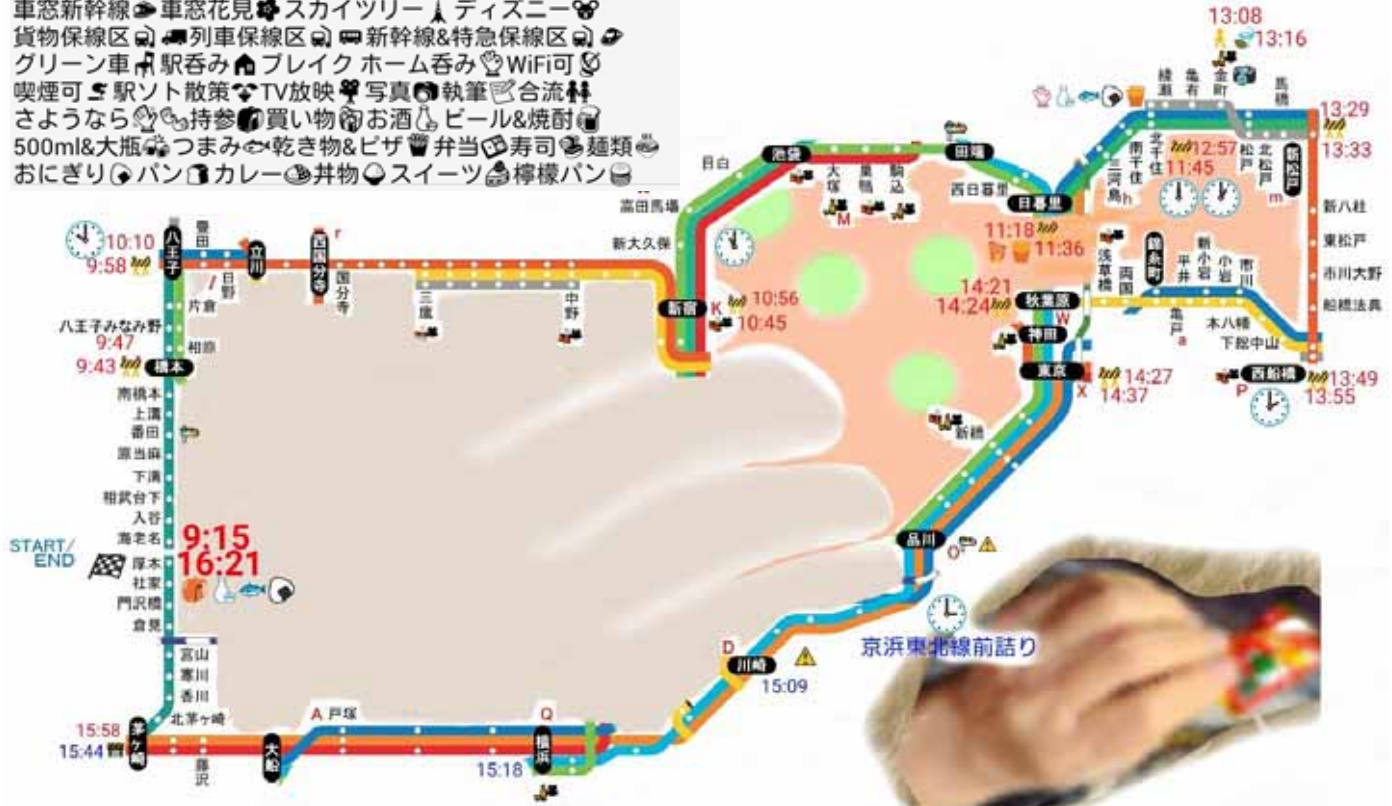 車窓新幹線 車窓花見 スカイツリー ディズニー
貨物保線区 列車保線区 新幹線&特急保線区
グリーン車 駅呑み ブレイク ホーム呑み WiFi可
喫煙可 駅ソト散策 TV放映 写真 執筆 合流
さようなら 持参 買い物 お酒 ビール&焼酎
500ml&大瓶 つまみ 乾き物&ピザ 弁当 寿司 麺類
おにぎり パン カレー 丼物 スイーツ 檸檬パン
13:08
13:16
綾瀬
亀有
金町
馬橋
13:29
13:33
北千住
南千住
三河島
h
12:57
11:45
松戸
北松戸
新松戸
m
新八柱
東松戸
市川大野
船橋法典
目白
池袋
大塚
巣鴨
駒込
M
田端
西日暮里
日暮里
11:18
11:36
高田馬場
新大久保
新宿
K
10:56
10:45
10:10
9:58
八王子
豊田
日野
立川
西国分寺
r
国分寺
三鷹
中野
片倉
八王子みなみ野
相原
9:47
9:43
橋本
南橋本
上溝
番田
原当麻
下溝
相武台下
入谷
海老名
START/
END
9:15
16:21
厚木
社家
門沢橋
倉見
宮山
寒川
香川
北茅ヶ崎
15:58
15:44
茅ヶ崎
藤沢
大船
A 戸塚
Q
横浜
15:18
D
川崎
15:09
京浜東北線前詰り
品川
O
新橋
14:21
14:24
秋葉原
W
神田
東京
X
14:27
14:37
浅草橋
両国
錦糸町
亀戸
a
平井
新小岩
小岩
市川
本八幡
下総中山
西船橋
P
13:49
13:55